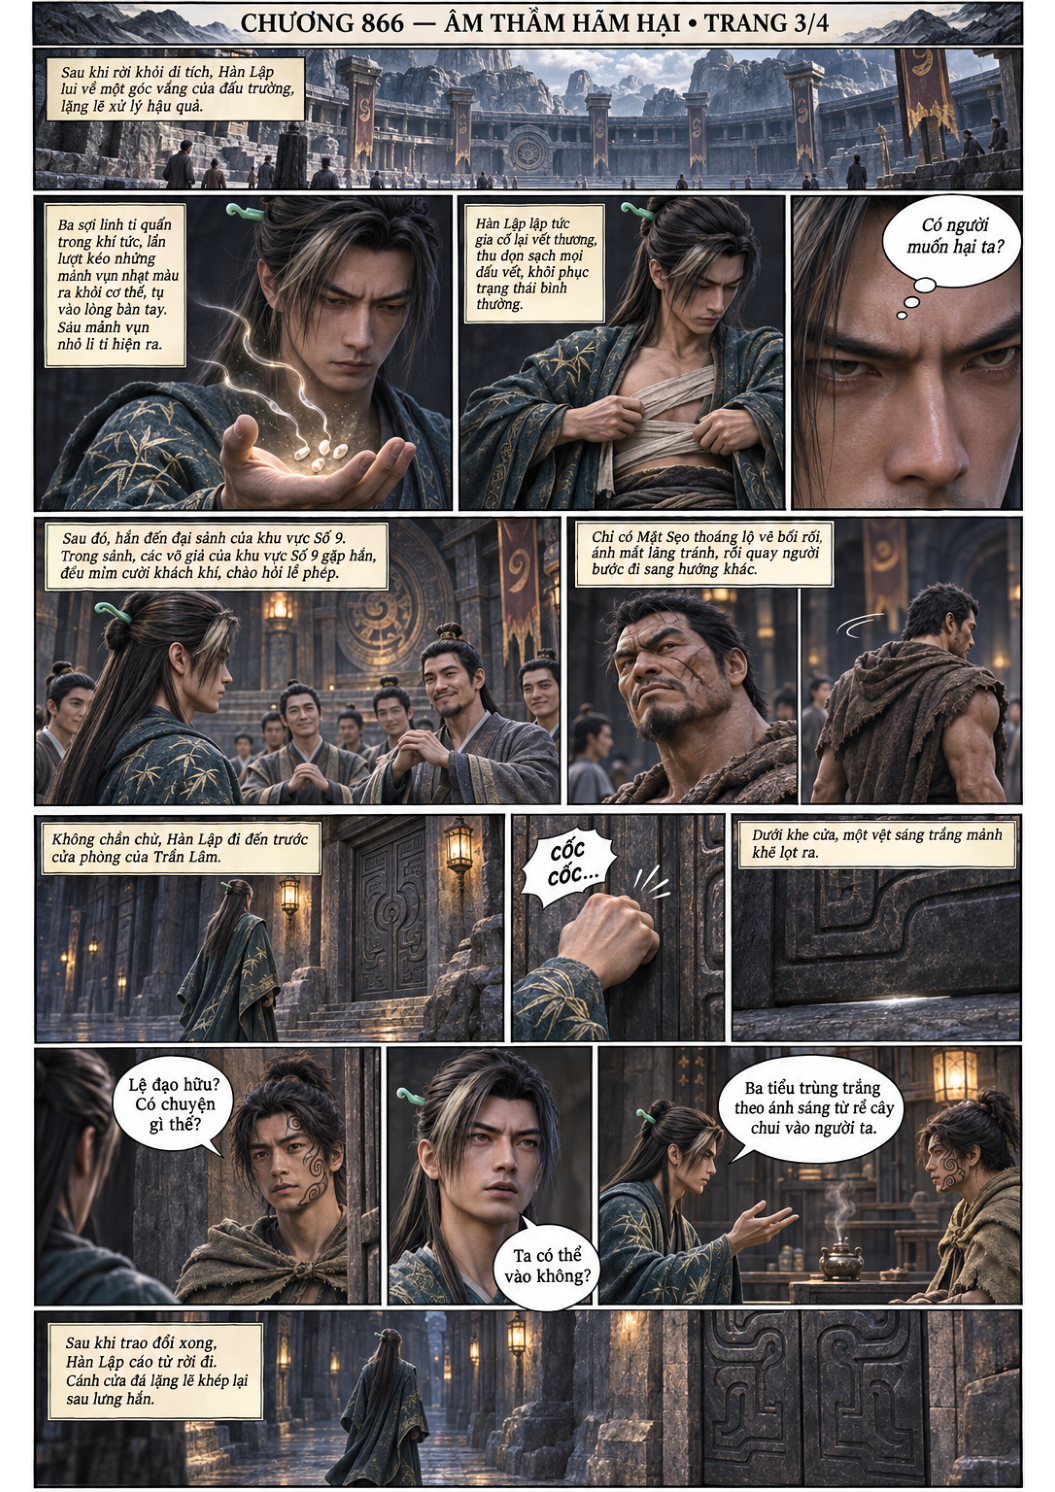 CHƯƠNG 866 — ÂM THẦM HÃM HẠI • TRANG 3/4
Sau khi rời khỏi di tích, Hàn Lập
lui về một góc vắng của đấu trường,
lặng lẽ xử lý hậu quả.
Ba sợi linh ti quấn
trong khí tức, lần
lượt kéo những
mảnh vụn nhạt màu
ra khỏi cơ thể, tụ
vào lòng bàn tay.
Sáu mảnh vụn
nhỏ li ti hiện ra.
Hàn Lập lập tức
gia cố lại vết thương,
thu dọn sạch mọi
dấu vết, khôi phục
trạng thái bình
thường.
Có người
muốn hại ta?
Sau đó, hắn đến đại sảnh của khu vực Số 9.
Trong sảnh, các võ giả của khu vực Số 9 gặp hắn,
đều mỉm cười khách khí, chào hỏi lễ phép.
Chỉ có Mặt Sẹo thoáng lộ vẻ bối rối,
ánh mắt lảng tránh, rồi quay người
bước đi sang hướng khác.
Không chần chừ, Hàn Lập đi đến trước
cửa phòng của Trần Lâm.
CỐC
CỐC...
Dưới khe cửa, một vệt sáng trắng mảnh
khẽ lọt ra.
Lệ đạo hữu?
Có chuyện
gì thế?
Ta có thể
vào không?
Ba tiểu trùng trắng
theo ánh sáng từ rễ cây
chui vào người ta.
Sau khi trao đổi xong,
Hàn Lập cáo từ rời đi.
Cánh cửa đá lặng lẽ khép lại
sau lưng hắn.